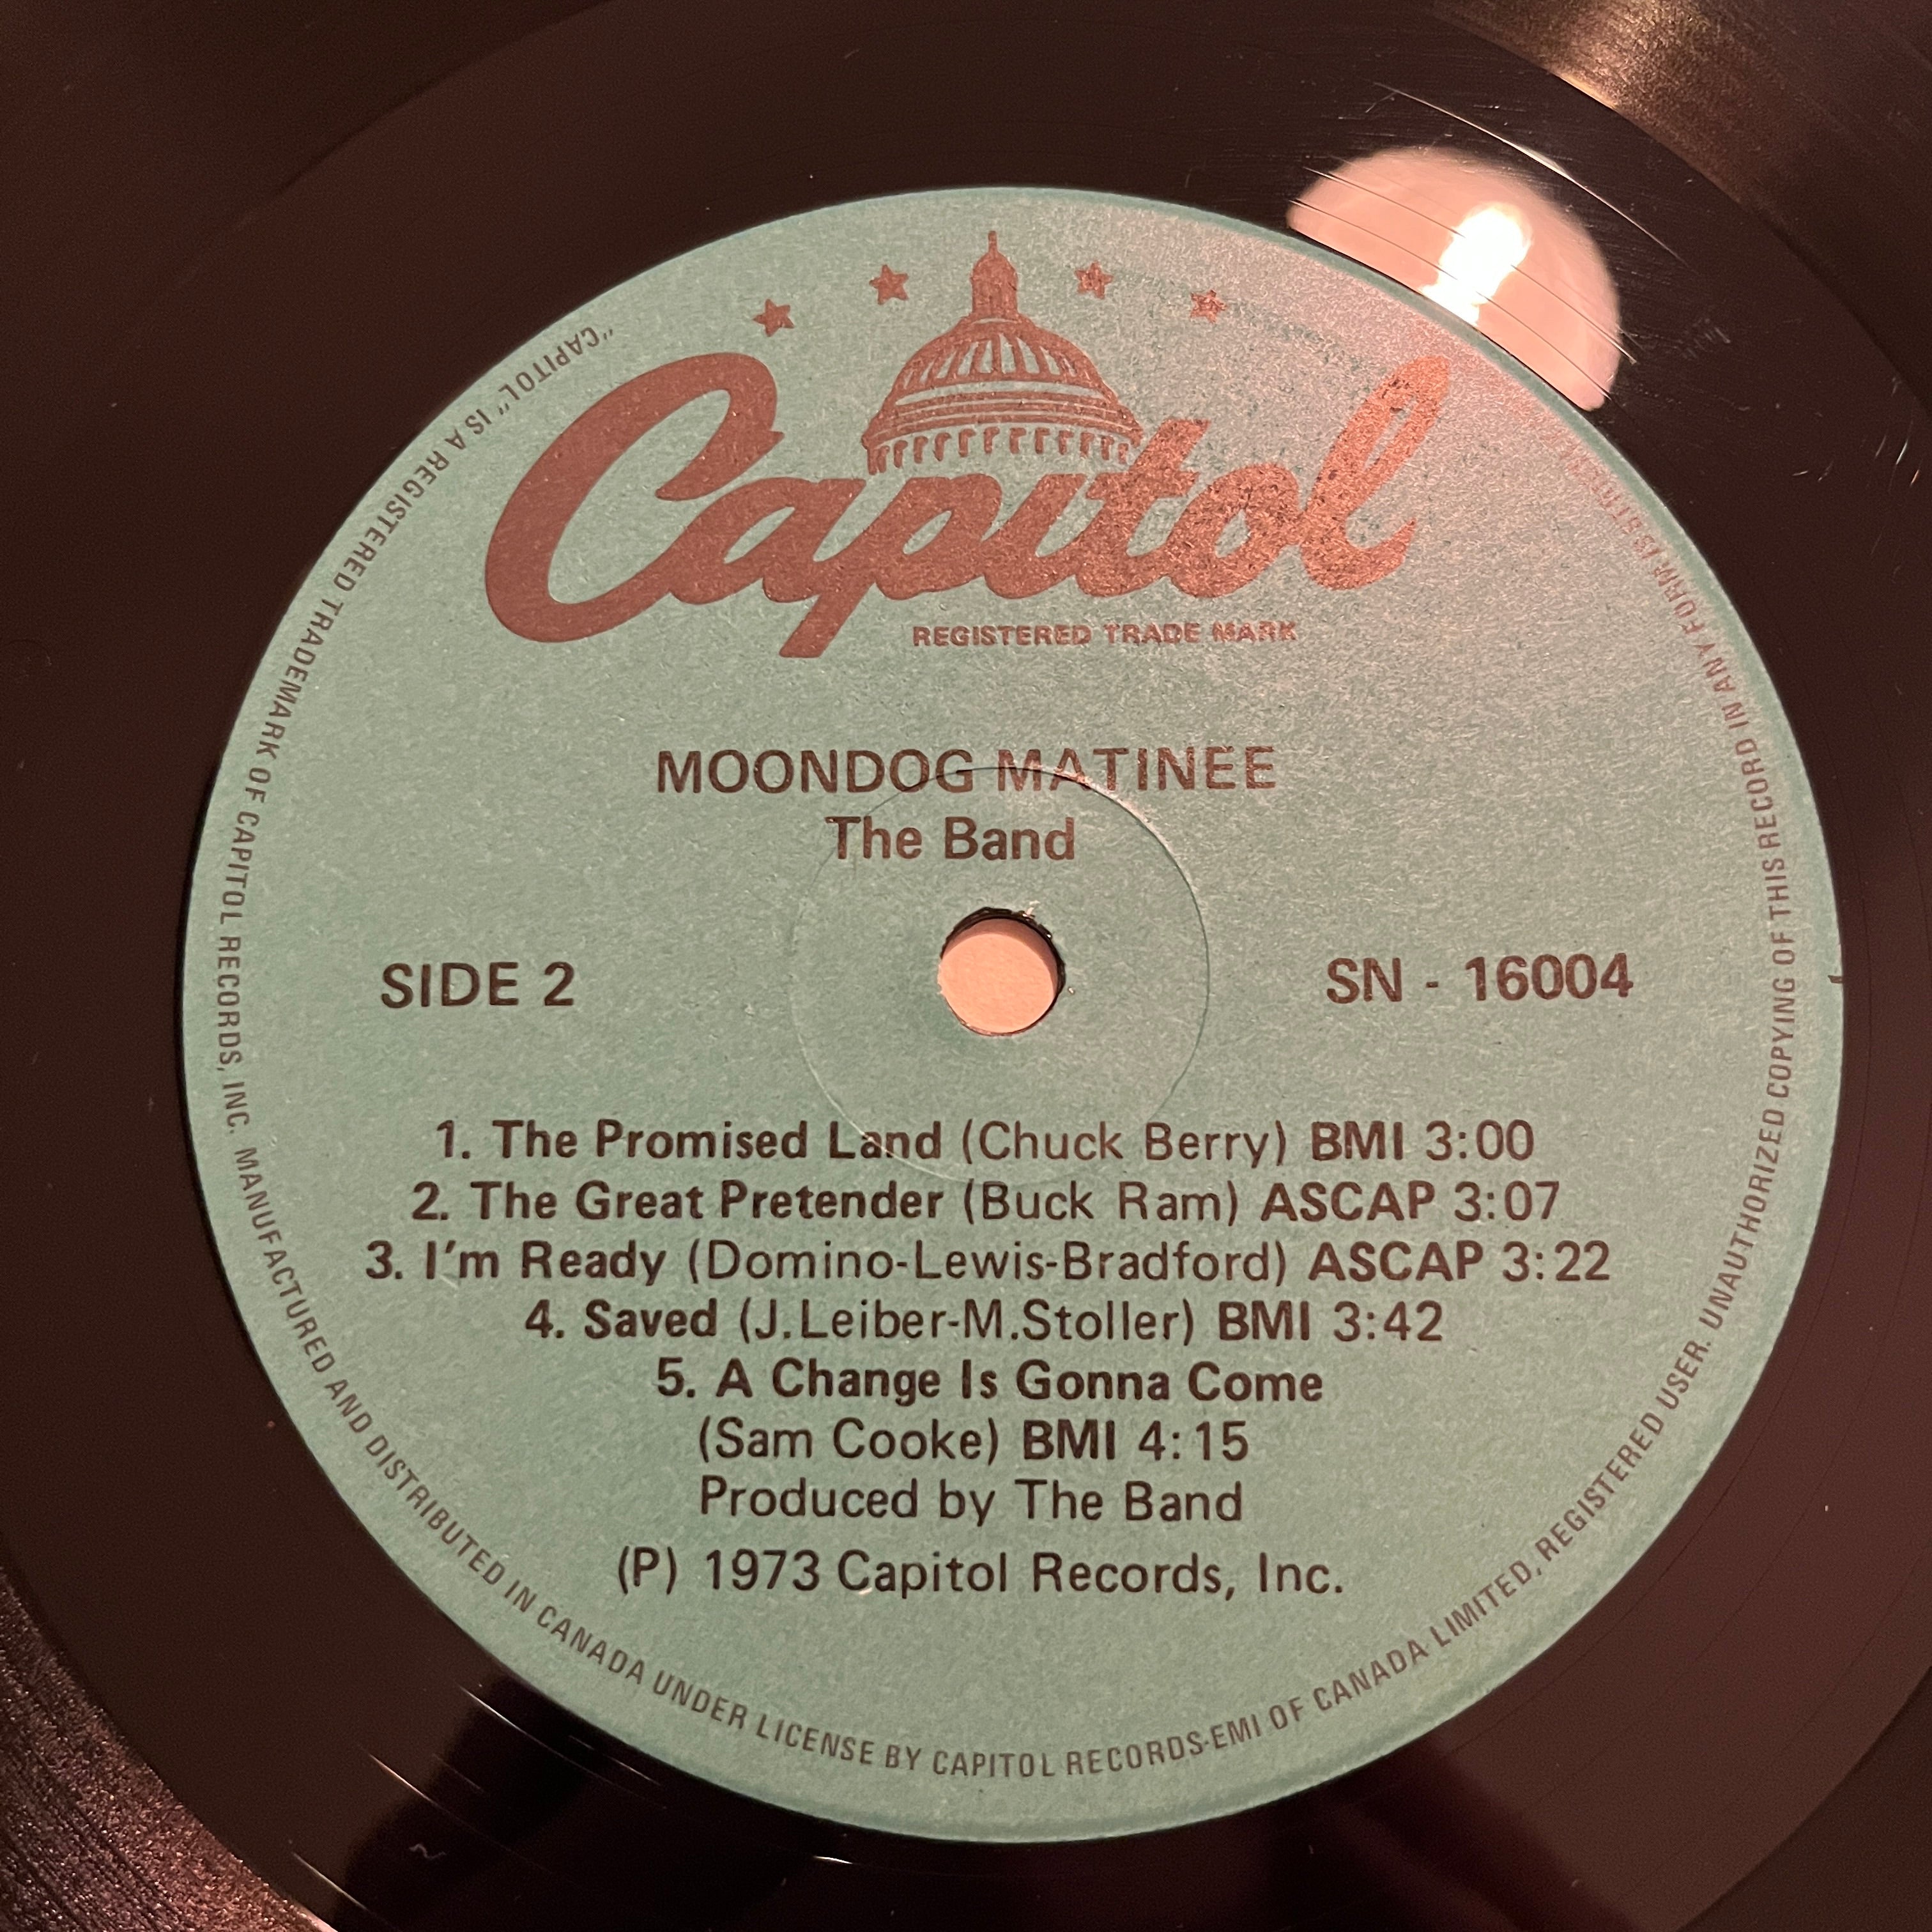 Capitol
REGISTERED TRADE MARK
MOONDOG MATINEE
The Band
SIDE 2
SN - 16004
1. The Promised Land (Chuck Berry) BMI 3:00
2. The Great Pretender (Buck Ram) ASCAP 3:07
3. I'm Ready (Domino-Lewis-Bradford) ASCAP 3:22
4. Saved (J.Leiber-M.Stoller) BMI 3:42
5. A Change Is Gonna Come
(Sam Cooke) BMI 4:15
Produced by The Band
(P) 1973 Capitol Records, Inc.
"CAPITOL" IS A REGISTERED TRADEMARK OF CAPITOL RECORDS, INC. MANUFACTURED AND DISTRIBUTED IN CANADA UNDER LICENSE BY CAPITOL RECORDS-EMI OF CANADA LIMITED, REGISTERED USER. UNAUTHORIZED COPYING OF THIS RECORD IN ANY FORM IS